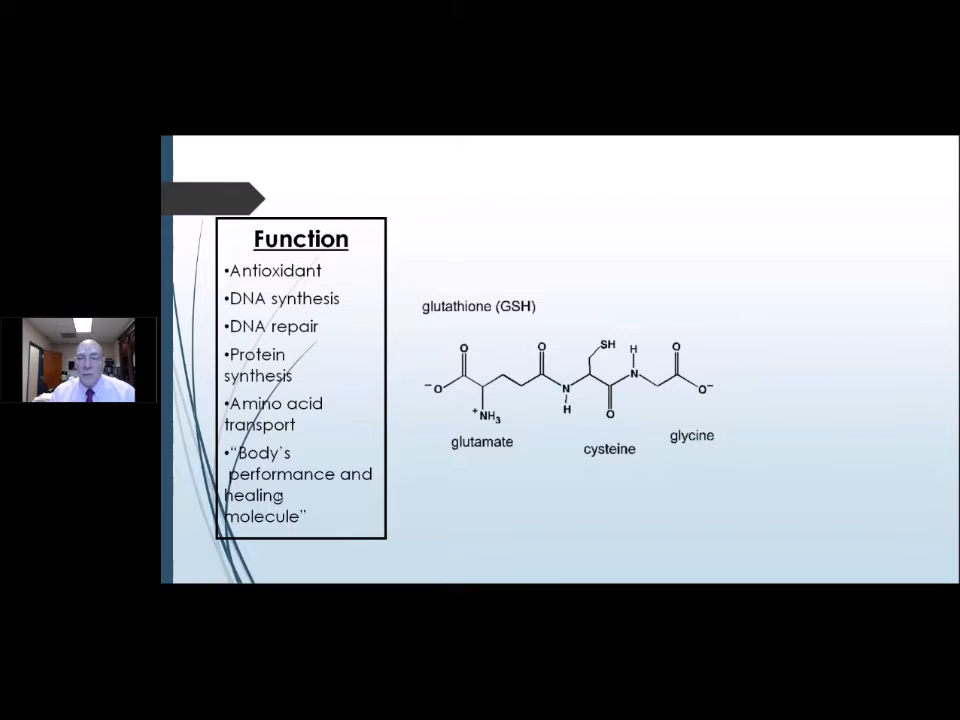 Function
•Antioxidant
•DNA synthesis
•DNA repair
•Protein
synthesis
•Amino acid
transport
•“Body’s
performance and
healing
molecule”
glutathione (GSH)
O
O
SH
H
O
⁻O
N
N
O⁻
⁺NH₃
H
O
glutamate
cysteine
glycine